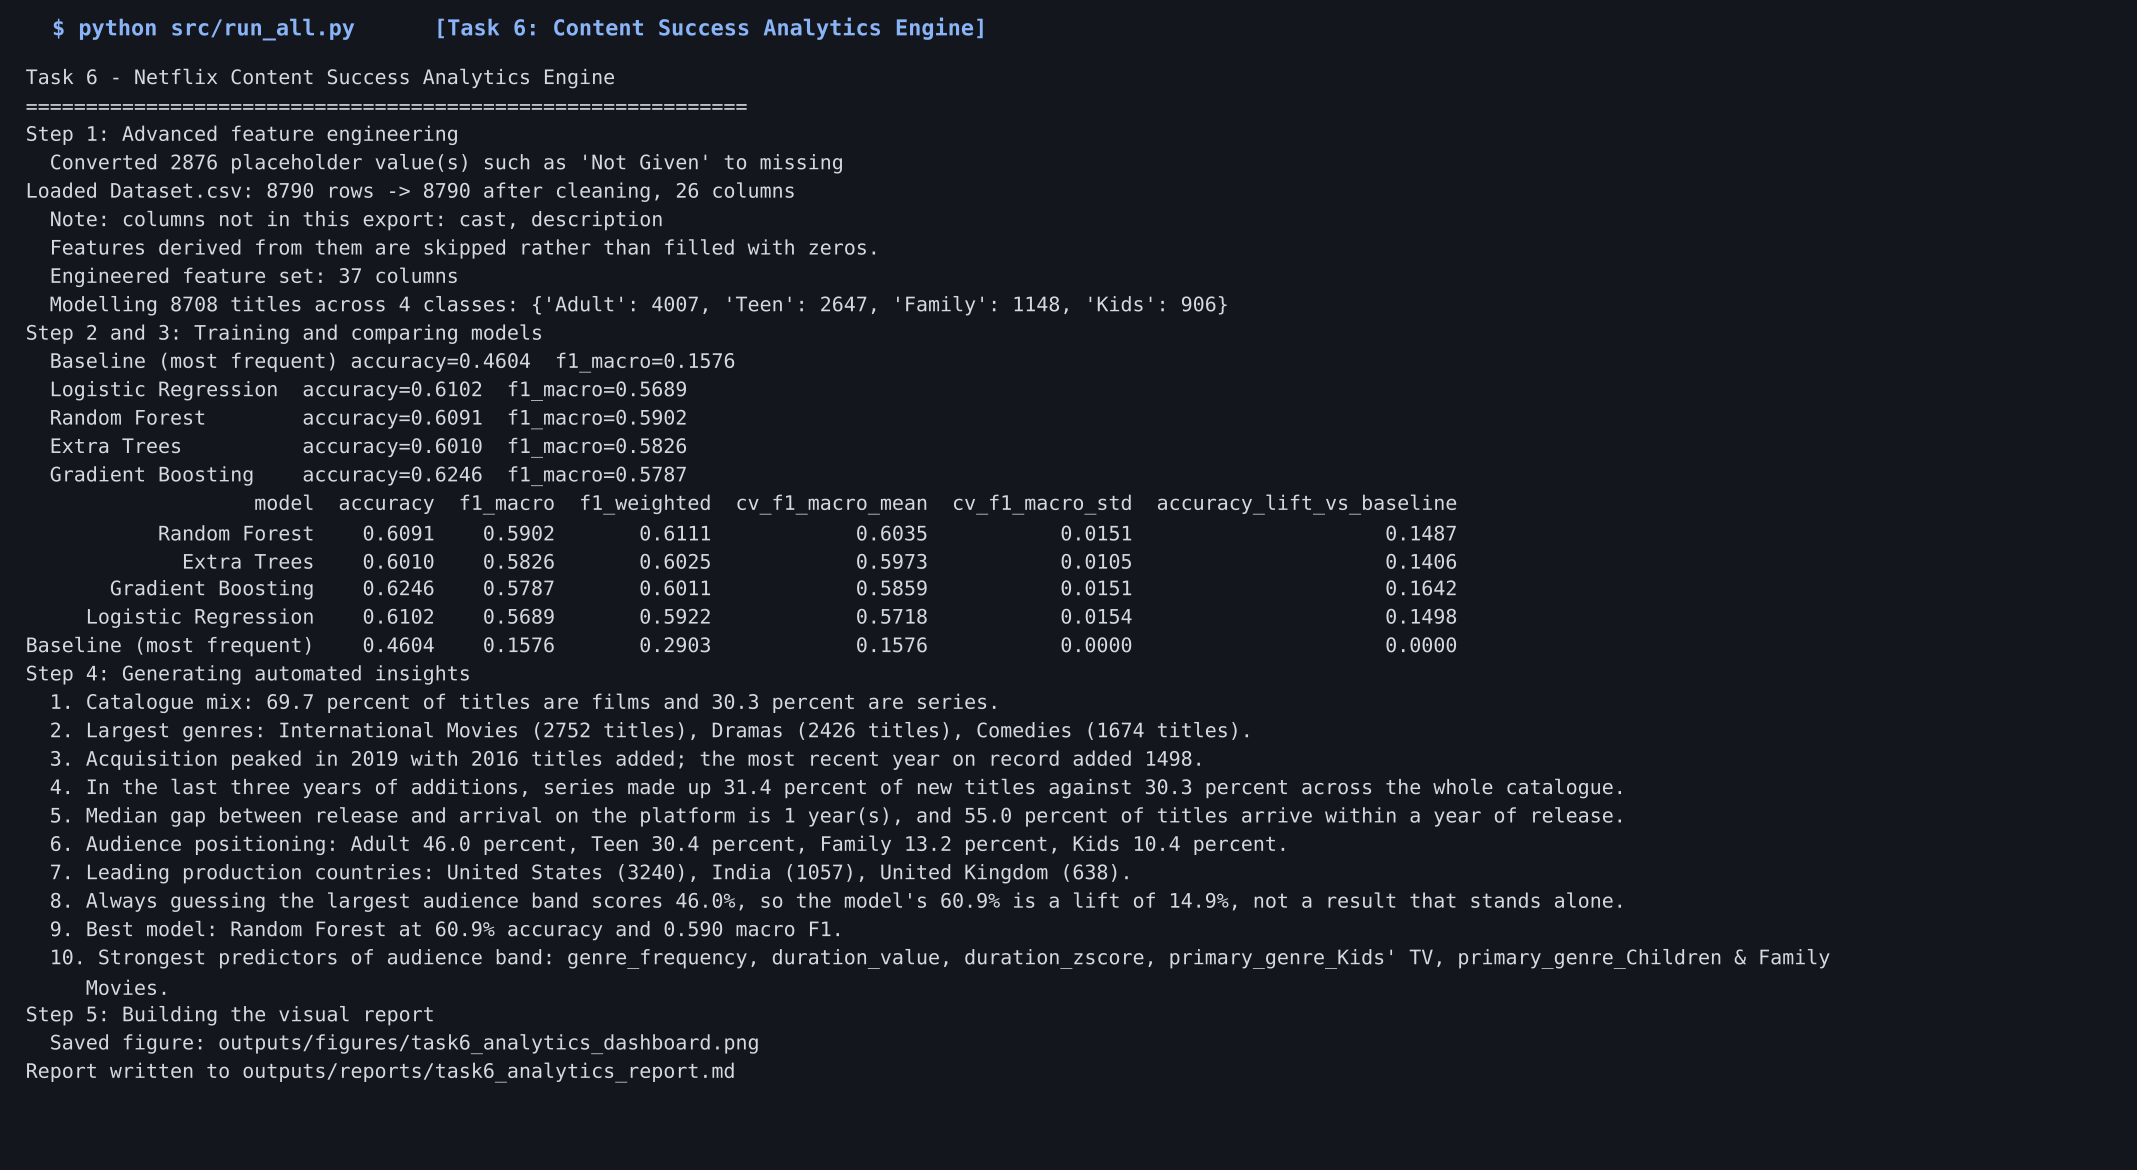 $ python src/run_all.py      [Task 6: Content Success Analytics Engine]
Task 6 - Netflix Content Success Analytics Engine
============================================================
Step 1: Advanced feature engineering
  Converted 2876 placeholder value(s) such as 'Not Given' to missing
Loaded Dataset.csv: 8790 rows -> 8790 after cleaning, 26 columns
  Note: columns not in this export: cast, description
  Features derived from them are skipped rather than filled with zeros.
  Engineered feature set: 37 columns
  Modelling 8708 titles across 4 classes: {'Adult': 4007, 'Teen': 2647, 'Family': 1148, 'Kids': 906}
Step 2 and 3: Training and comparing models
  Baseline (most frequent) accuracy=0.4604  f1_macro=0.1576
  Logistic Regression  accuracy=0.6102  f1_macro=0.5689
  Random Forest        accuracy=0.6091  f1_macro=0.5902
  Extra Trees          accuracy=0.6010  f1_macro=0.5826
  Gradient Boosting    accuracy=0.6246  f1_macro=0.5787
                   model  accuracy  f1_macro  f1_weighted  cv_f1_macro_mean  cv_f1_macro_std  accuracy_lift_vs_baseline
           Random Forest    0.6091    0.5902       0.6111            0.6035           0.0151                     0.1487
             Extra Trees    0.6010    0.5826       0.6025            0.5973           0.0105                     0.1406
       Gradient Boosting    0.6246    0.5787       0.6011            0.5859           0.0151                     0.1642
     Logistic Regression    0.6102    0.5689       0.5922            0.5718           0.0154                     0.1498
Baseline (most frequent)    0.4604    0.1576       0.2903            0.1576           0.0000                     0.0000
Step 4: Generating automated insights
  1. Catalogue mix: 69.7 percent of titles are films and 30.3 percent are series.
  2. Largest genres: International Movies (2752 titles), Dramas (2426 titles), Comedies (1674 titles).
  3. Acquisition peaked in 2019 with 2016 titles added; the most recent year on record added 1498.
  4. In the last three years of additions, series made up 31.4 percent of new titles against 30.3 percent across the whole catalogue.
  5. Median gap between release and arrival on the platform is 1 year(s), and 55.0 percent of titles arrive within a year of release.
  6. Audience positioning: Adult 46.0 percent, Teen 30.4 percent, Family 13.2 percent, Kids 10.4 percent.
  7. Leading production countries: United States (3240), India (1057), United Kingdom (638).
  8. Always guessing the largest audience band scores 46.0%, so the model's 60.9% is a lift of 14.9%, not a result that stands alone.
  9. Best model: Random Forest at 60.9% accuracy and 0.590 macro F1.
  10. Strongest predictors of audience band: genre_frequency, duration_value, duration_zscore, primary_genre_Kids' TV, primary_genre_Children & Family
     Movies.
Step 5: Building the visual report
  Saved figure: outputs/figures/task6_analytics_dashboard.png
Report written to outputs/reports/task6_analytics_report.md